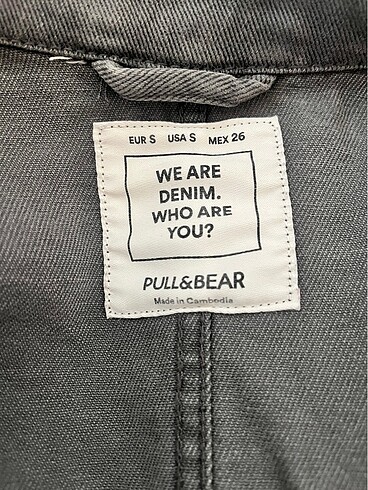 EUR S USA S MEX 26
WE ARE
DENIM.
WHO ARE
YOU?
PULL&BEAR
Made in Cambodia